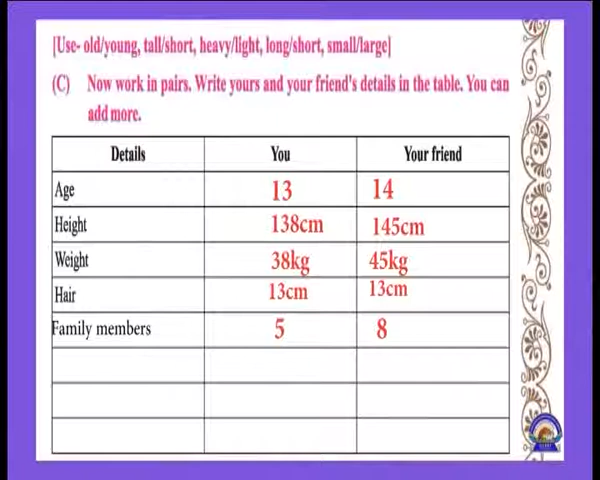 [Use- old/young, tall/short, heavy/light, long/short, small/large]
(C) Now work in pairs. Write yours and your friend's details in the table. You can
add more.
Details You Your friend
Age 13 14
Height 138cm 145cm
Weight 38kg 45kg
Hair 13cm 13cm
Family members 5 8